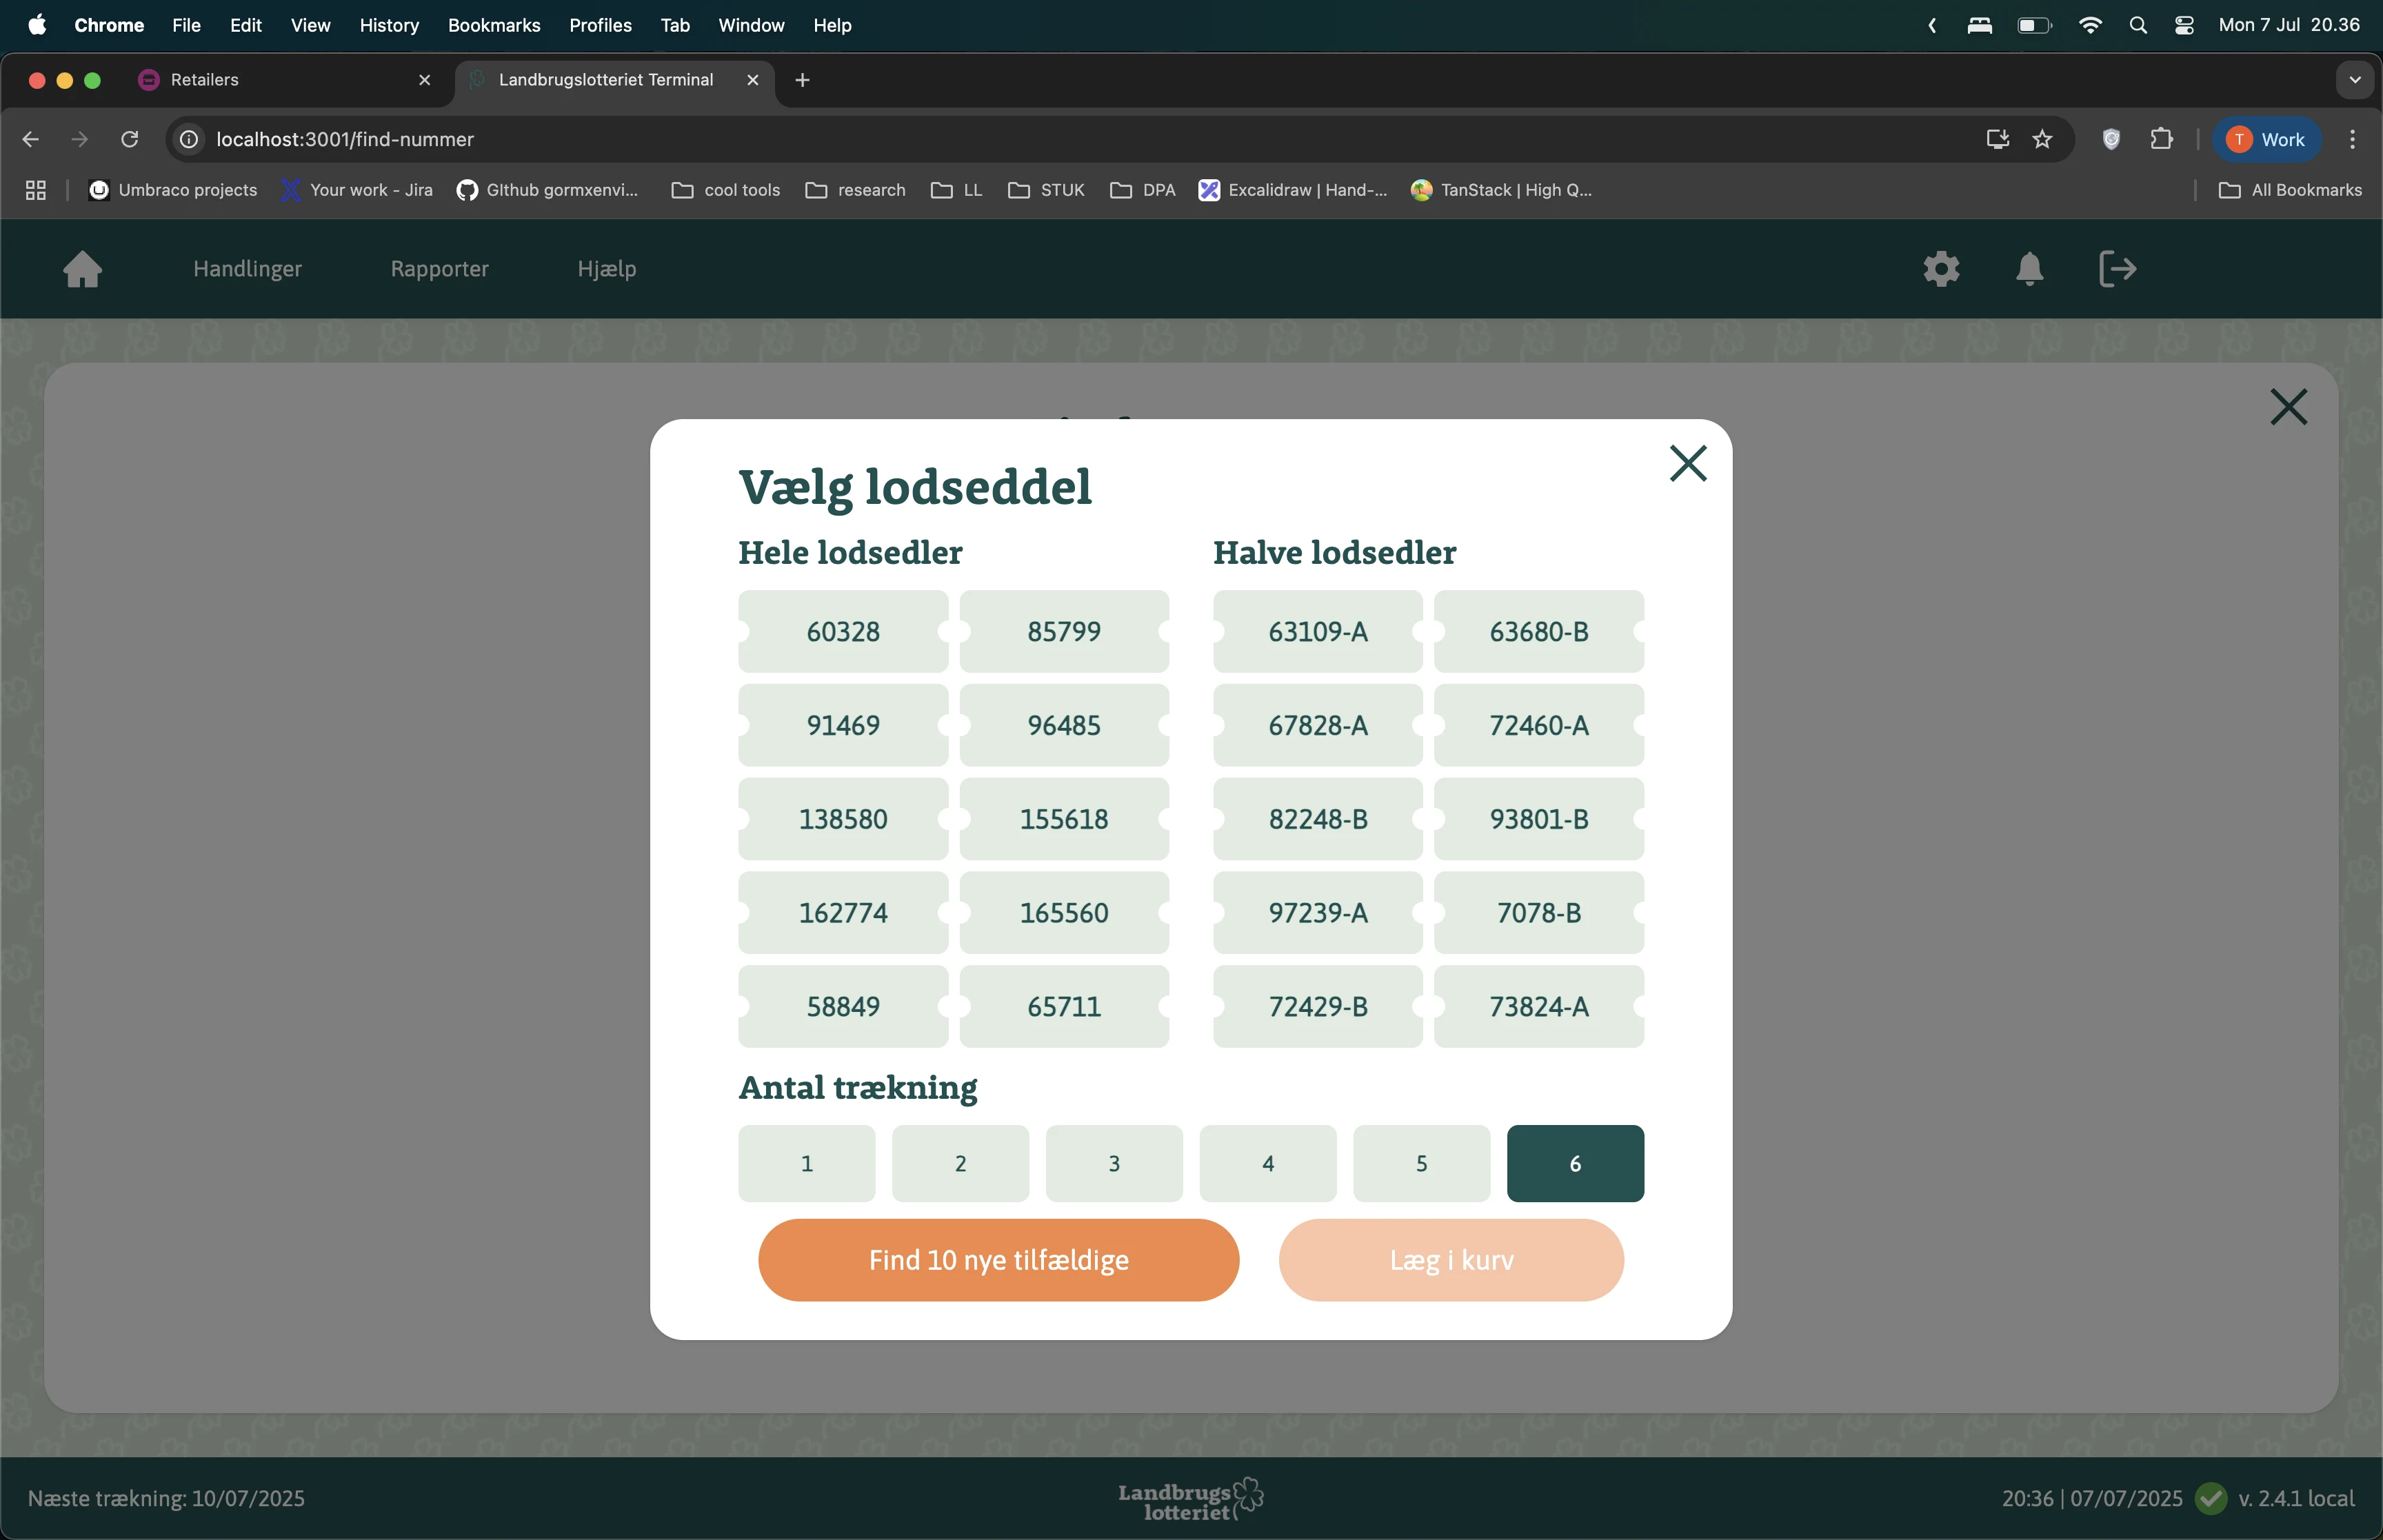 Chrome File Edit View History Bookmarks Profiles Tab Window Help Mon 7 Jul 20.36
Retailers Landbrugslotteriet Terminal
localhost:3001/find-nummer T Work
Umbraco projects Your work - Jira GIthub gormxenvi... cool tools research LL STUK DPA Excalidraw | Hand-... TanStack | High Q... All Bookmarks
Handlinger Rapporter Hjælp
Vælg lodseddel
Hele lodsedler Halve lodsedler
60328 85799 63109-A 63680-B
91469 96485 67828-A 72460-A
138580 155618 82248-B 93801-B
162774 165560 97239-A 7078-B
58849 65711 72429-B 73824-A
Antal trækning
1 2 3 4 5 6
Find 10 nye tilfældige Læg i kurv
Næste trækning: 10/07/2025 Landbrugs 20:36 | 07/07/2025 v. 2.4.1 local
lotteriet